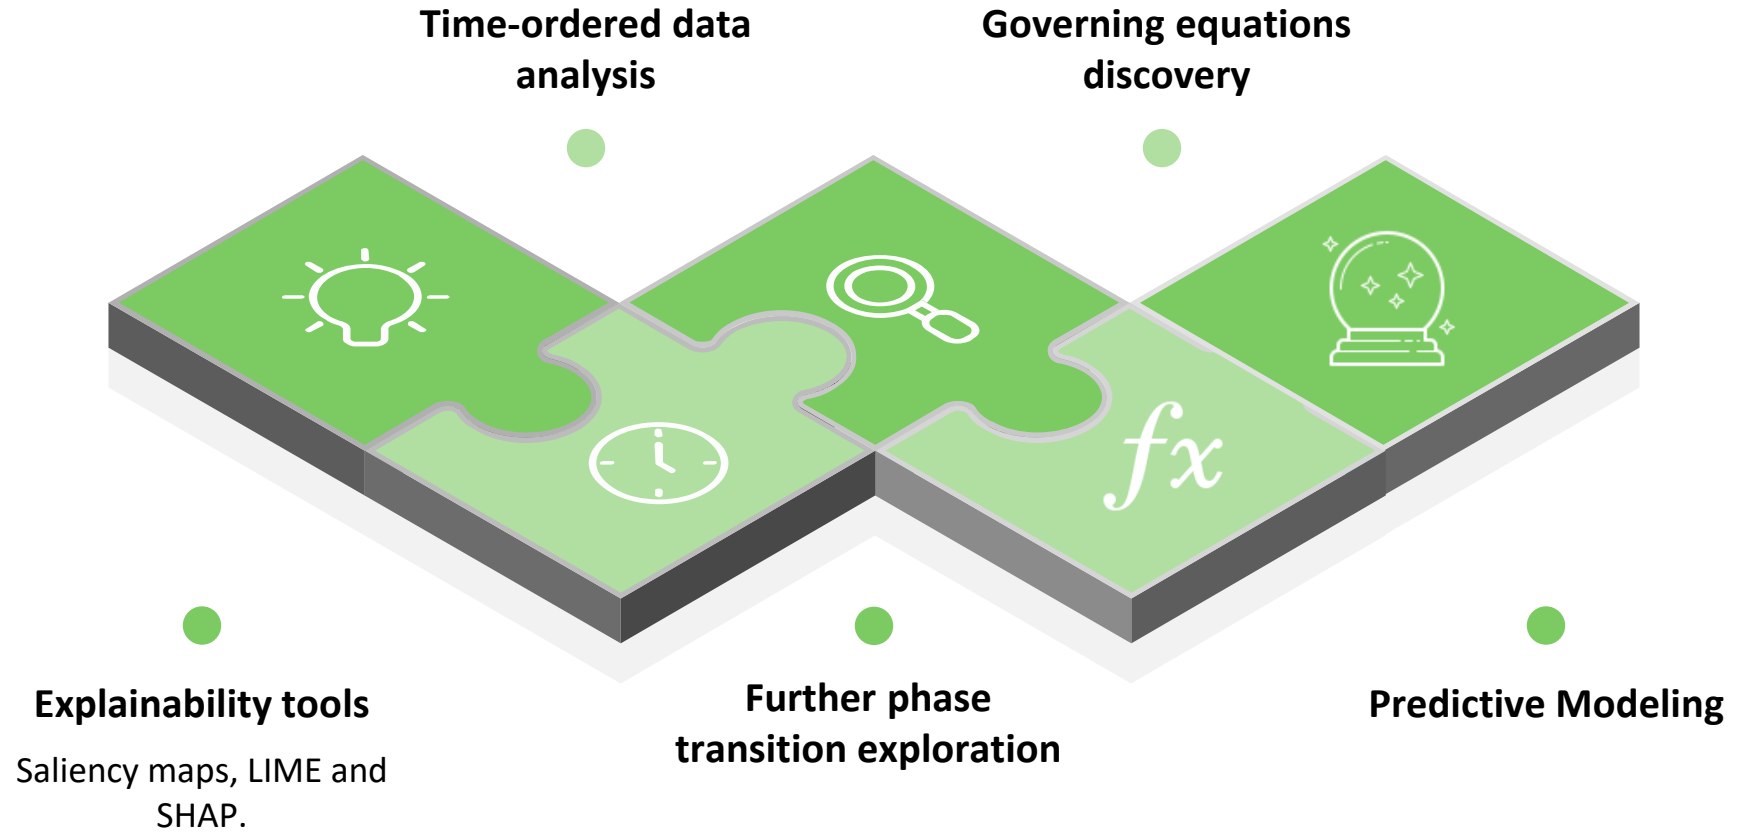 Time-ordered data
analysis
Governing equations
discovery
fx
Explainability tools
Saliency maps, LIME and
SHAP.
Further phase
transition exploration
Predictive Modeling